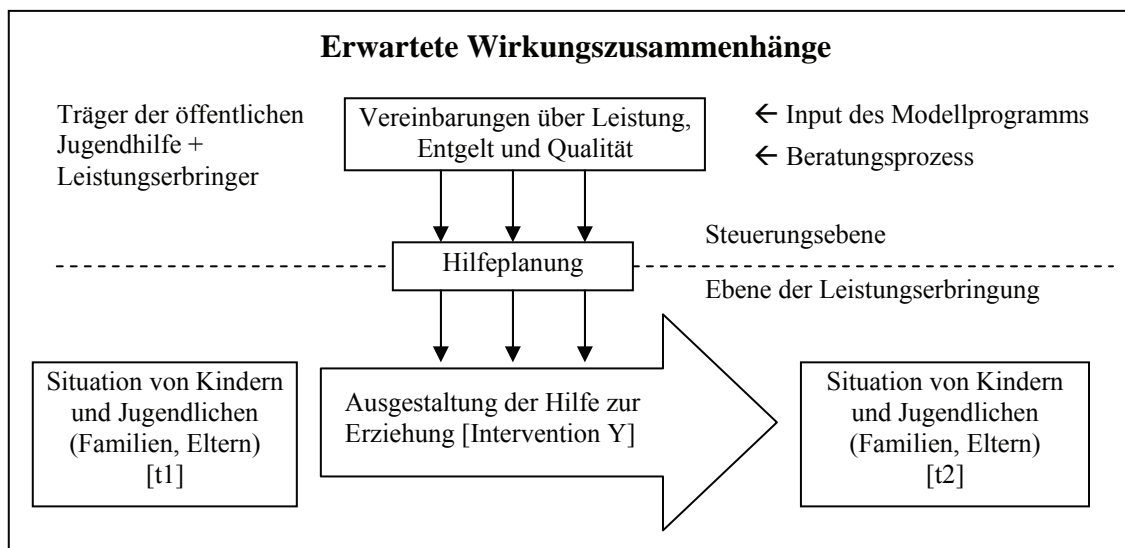 Erwartete Wirkungszusammenhänge
Träger der öffentlichen
Jugendhilfe +
Leistungserbringer
Vereinbarungen über Leistung,
Entgelt und Qualität
← Input des Modellprogramms
← Beratungsprozess
Steuerungsebene
Hilfeplanung
Ebene der Leistungserbringung
Situation von Kindern
und Jugendlichen
(Familien, Eltern)
[t1]
Ausgestaltung der Hilfe zur
Erziehung [Intervention Y]
Situation von Kindern
und Jugendlichen
(Familien, Eltern)
[t2]